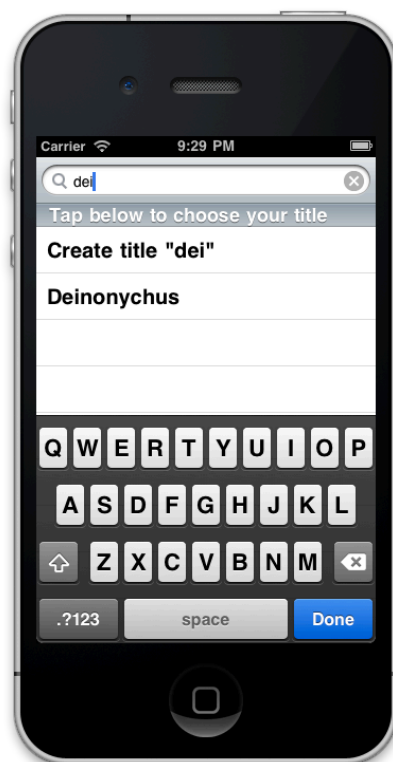 Carrier 9:29 PM
dei
Tap below to choose your title
Create title "dei"
Deinonychus
Q W E R T Y U I O P
A S D F G H J K L
Z X C V B N M
.?123 space Done